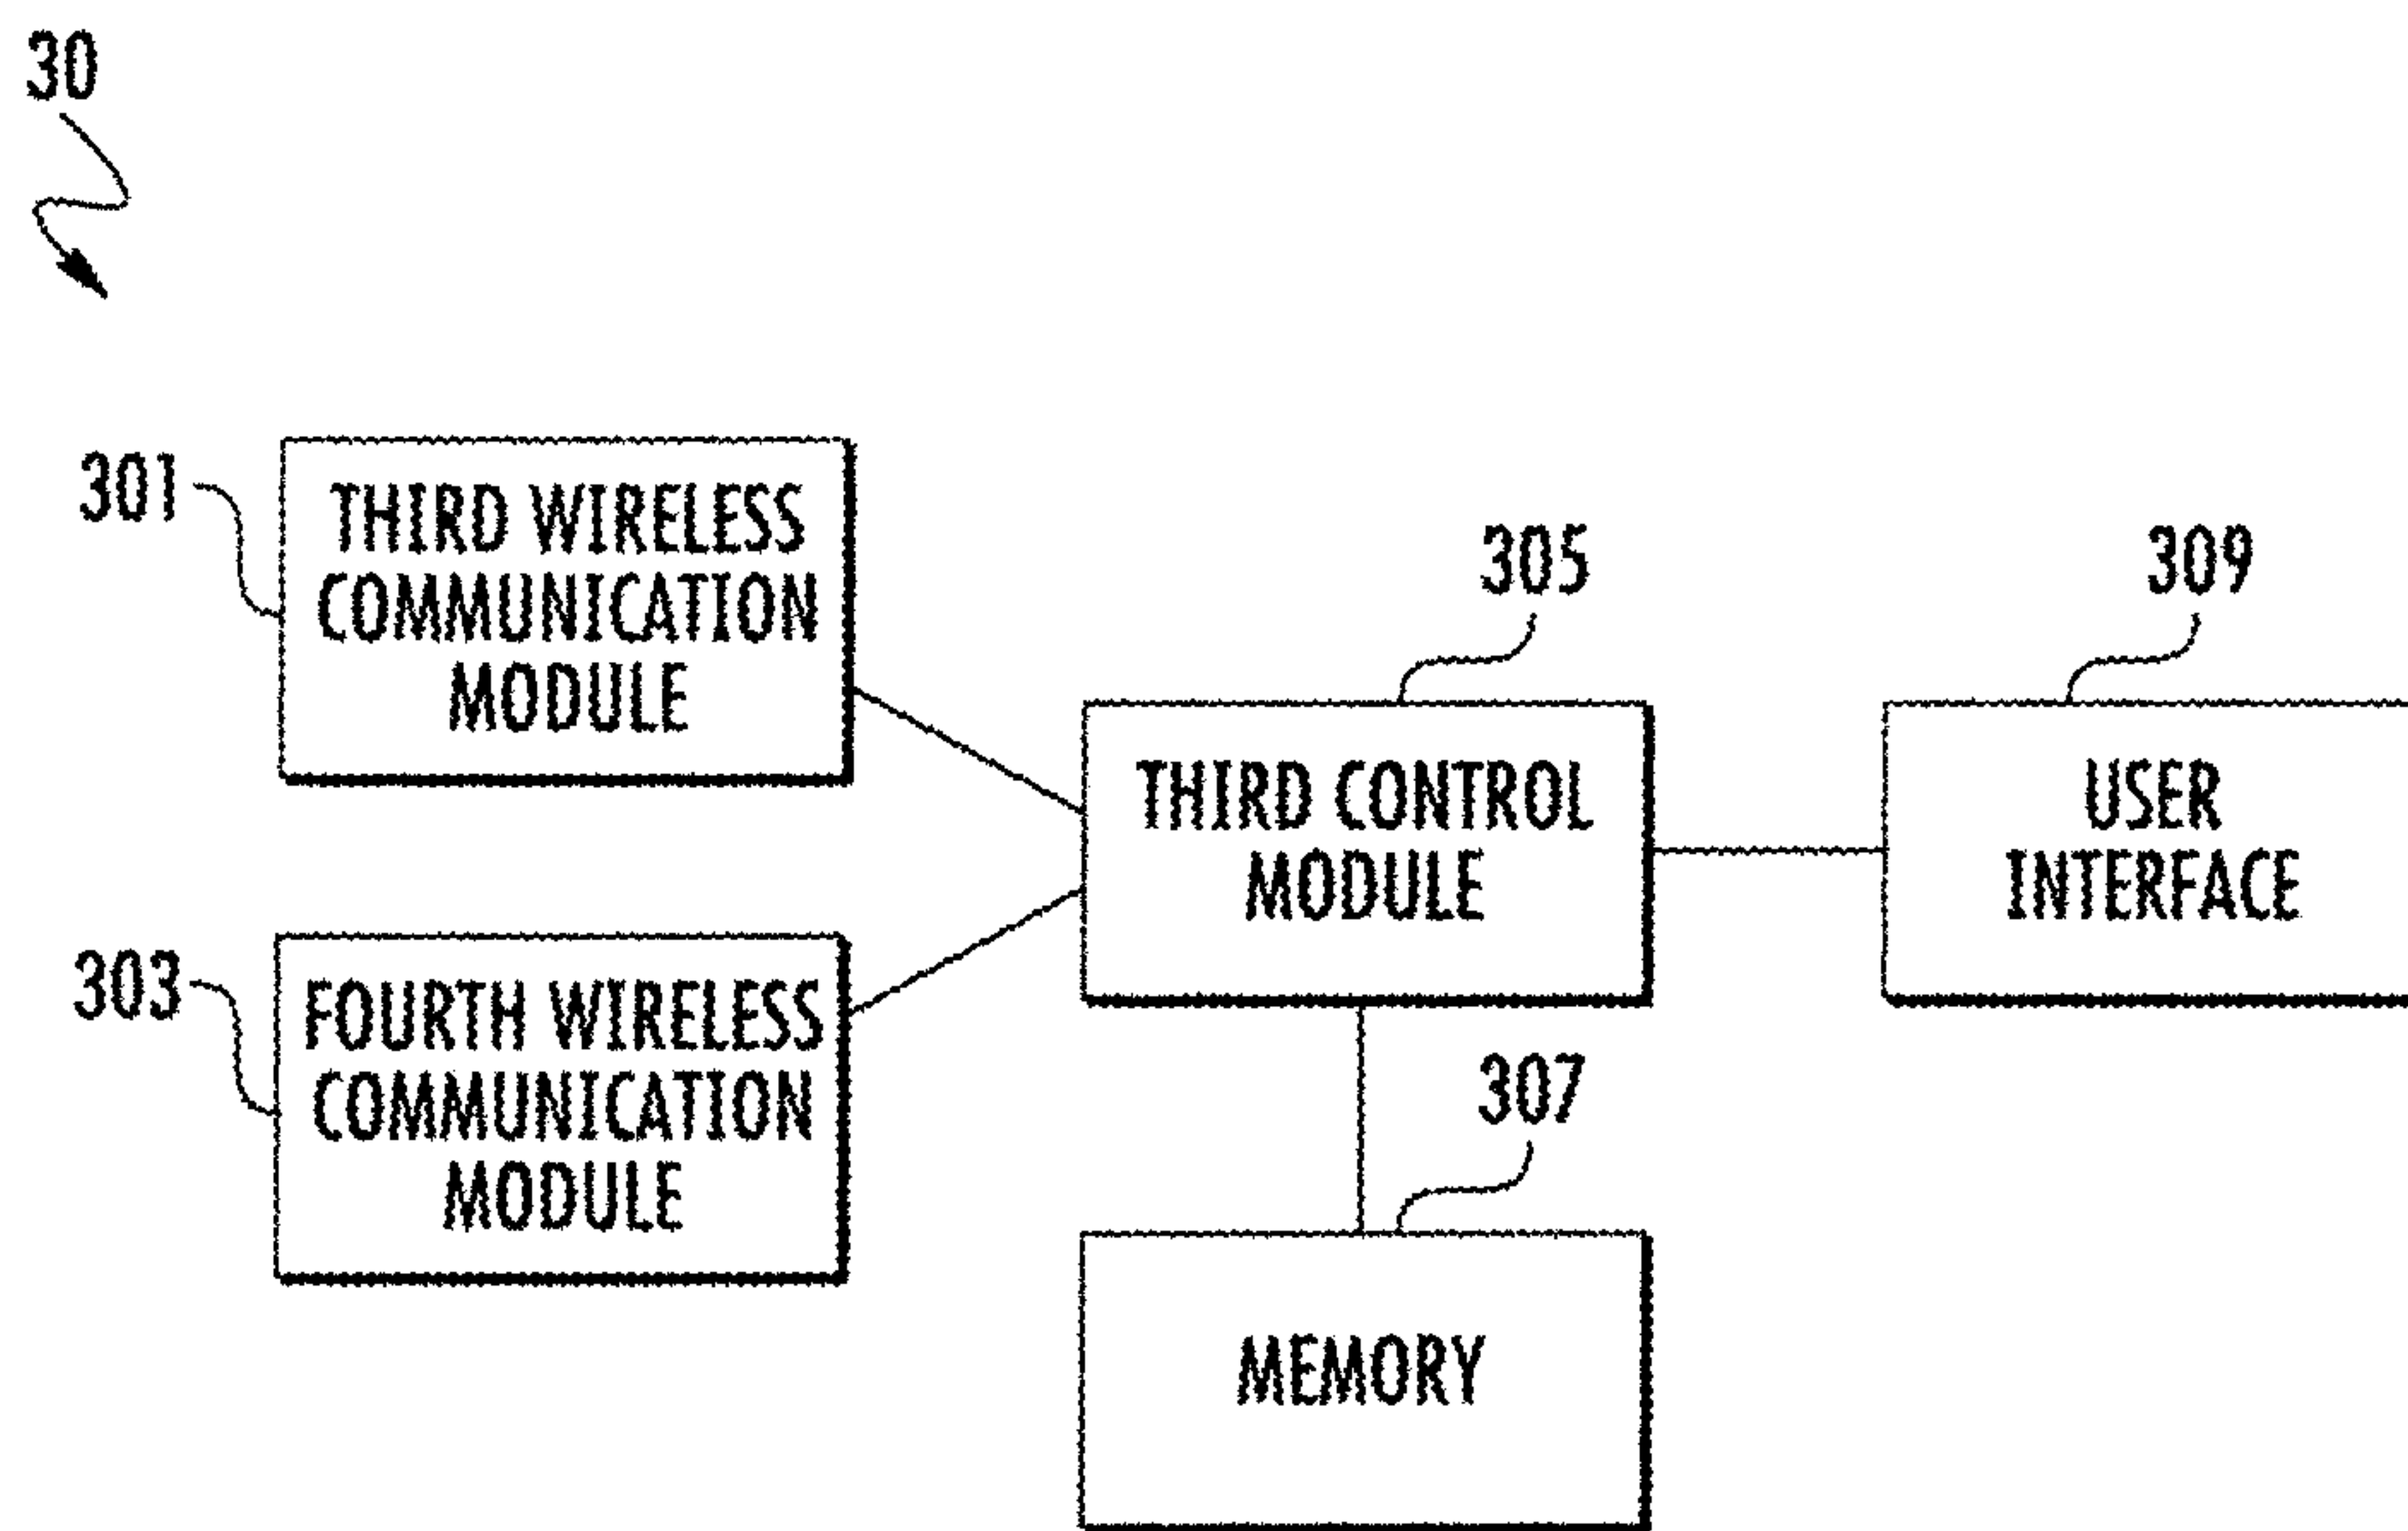 30
301
THIRD WIRELESS
COMMUNICATION
MODULE
305
THIRD CONTROL
MODULE
309
USER
INTERFACE
303
FOURTH WIRELESS
COMMUNICATION
MODULE
307
MEMORY